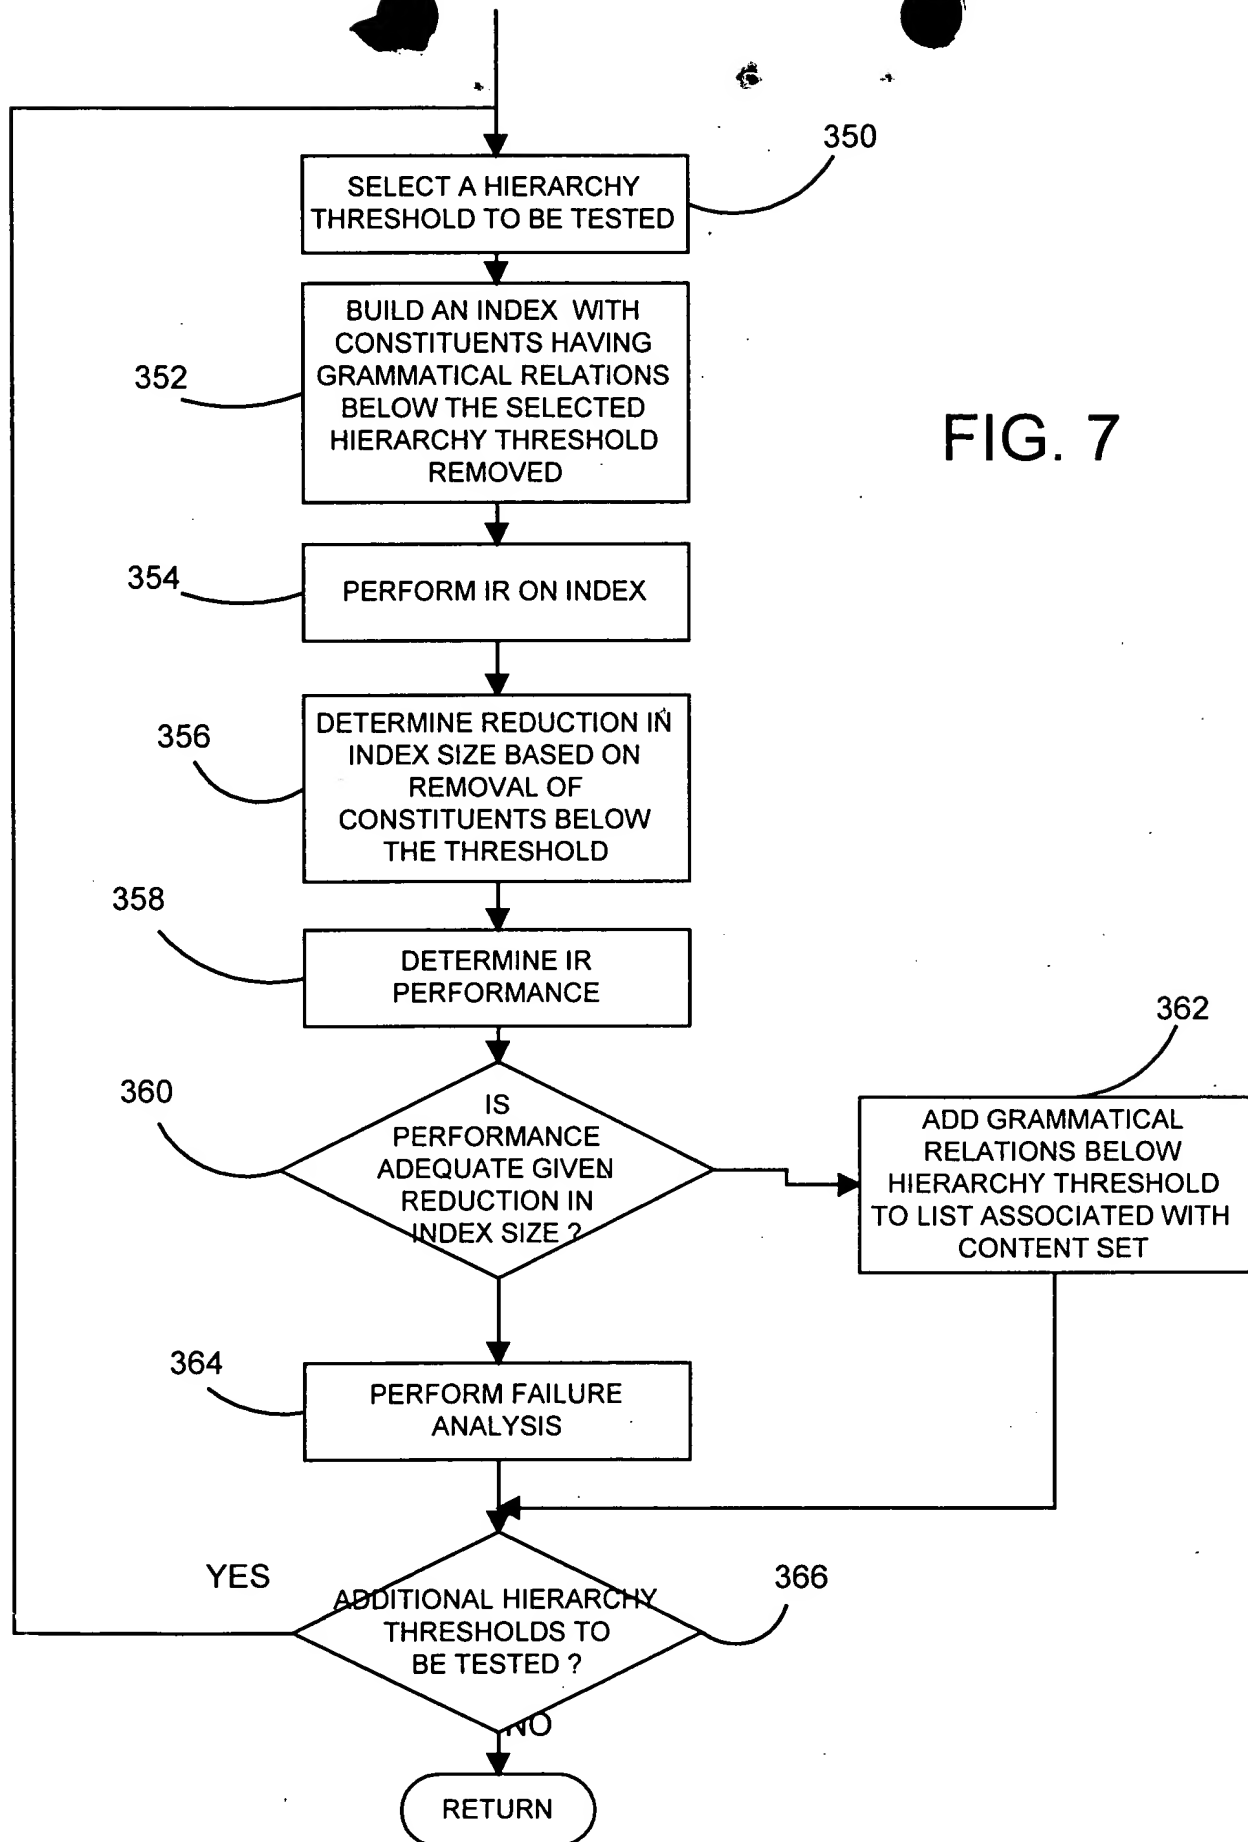 350
SELECT A HIERARCHY
THRESHOLD TO BE TESTED
BUILD AN INDEX WITH
CONSTITUENTS HAVING
GRAMMATICAL RELATIONS
BELOW THE SELECTED
HIERARCHY THRESHOLD
REMOVED
352
FIG. 7
354
PERFORM IR ON INDEX
356
DETERMINE REDUCTION IN
INDEX SIZE BASED ON
REMOVAL OF
CONSTITUENTS BELOW
THE THRESHOLD
358
DETERMINE IR
PERFORMANCE
360
IS
PERFORMANCE
ADEQUATE GIVEN
REDUCTION IN
INDEX SIZE ?
362
ADD GRAMMATICAL
RELATIONS BELOW
HIERARCHY THRESHOLD
TO LIST ASSOCIATED WITH
CONTENT SET
364
PERFORM FAILURE
ANALYSIS
YES
366
ADDITIONAL HIERARCHY
THRESHOLDS TO
BE TESTED ?
NO
RETURN